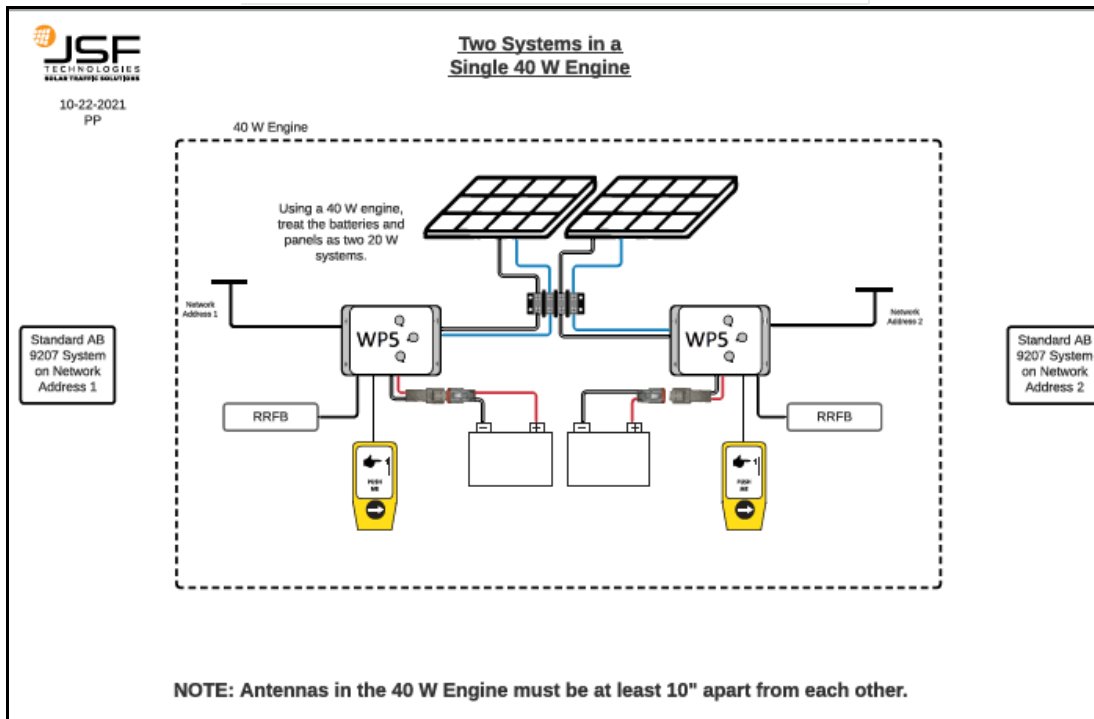 JSF
TECHNOLOGIES
SOLAR TRAFFIC SOLUTIONS
10-22-2021
PP
Two Systems in a
Single 40 W Engine
40 W Engine
Using a 40 W engine,
treat the batteries and
panels as two 20 W
systems.
Network
Address 1
Network
Address 2
WP5
WP5
Standard AB
9207 System
on Network
Address 1
Standard AB
9207 System
on Network
Address 2
RRFB
RRFB
−
+
−
+
PUSH
ME
PUSH
ME
NOTE: Antennas in the 40 W Engine must be at least 10" apart from each other.